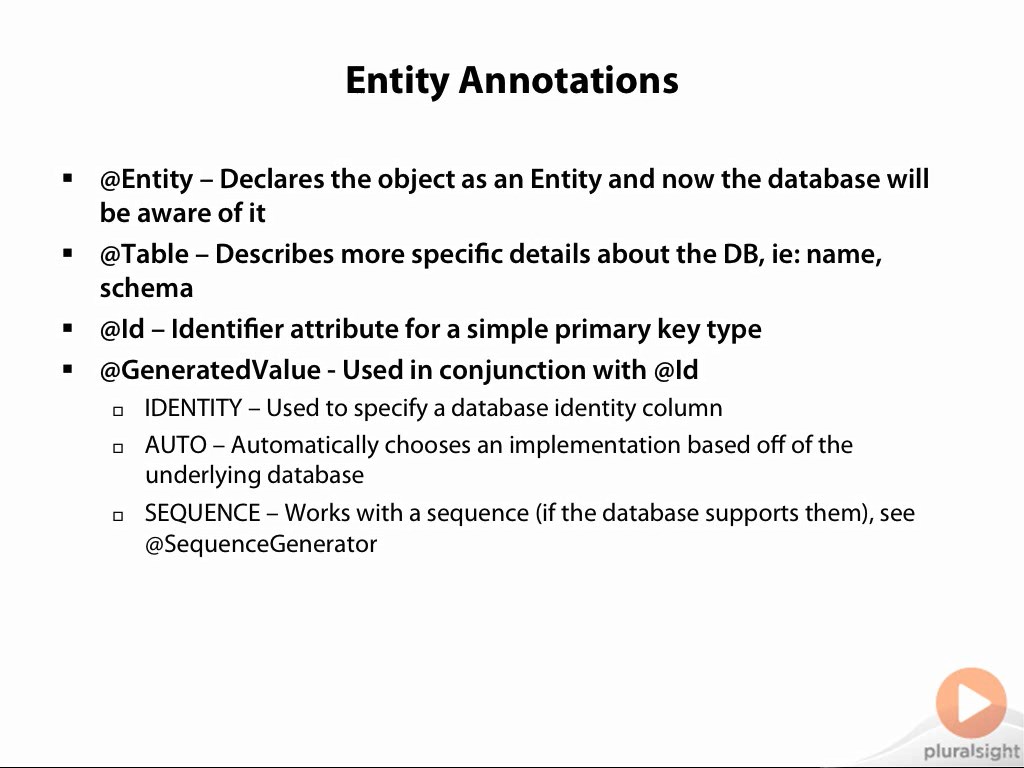 Entity Annotations
▪ @Entity – Declares the object as an Entity and now the database will
be aware of it
▪ @Table – Describes more specific details about the DB, ie: name,
schema
▪ @Id – Identifier attribute for a simple primary key type
▪ @GeneratedValue - Used in conjunction with @Id
▫ IDENTITY – Used to specify a database identity column
▫ AUTO – Automatically chooses an implementation based off of the
underlying database
▫ SEQUENCE – Works with a sequence (if the database supports them), see
@SequenceGenerator
pluralsight